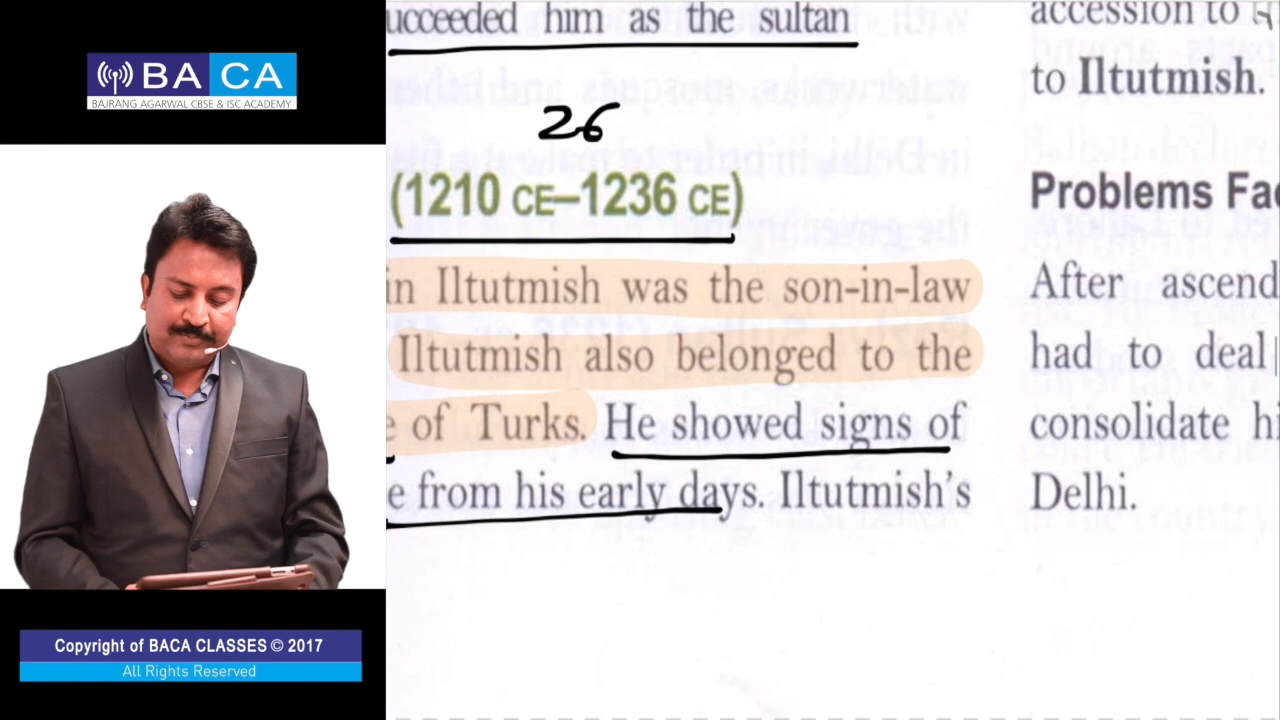 BA CA
BAJRANG AGARWAL CBSE & ISC ACADEMY
ucceeded him as the sultan
26
(1210 CE–1236 CE)
in Iltutmish was the son-in-law
Iltutmish also belonged to the
e of Turks. He showed signs of
e from his early days. Iltutmish's
accession to
to Iltutmish.
Problems Fac
After ascend
had to deal
consolidate hi
Delhi.
Copyright of BACA CLASSES © 2017
All Rights Reserved